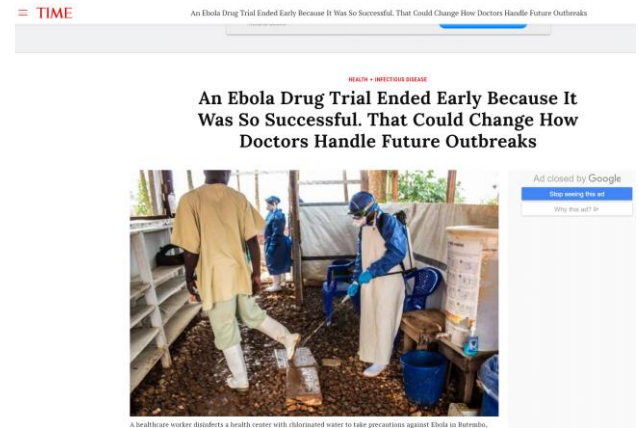 TIME
An Ebola Drug Trial Ended Early Because It Was So Successful. That Could Change How Doctors Handle Future Outbreaks
HEALTH • INFECTIOUS DISEASE
An Ebola Drug Trial Ended Early Because It
Was So Successful. That Could Change How
Doctors Handle Future Outbreaks
Ad closed by Google
Stop seeing this ad
Why this ad?
A healthcare worker disinfects a health center with chlorinated water to take precautions against Ebola in Butembo,